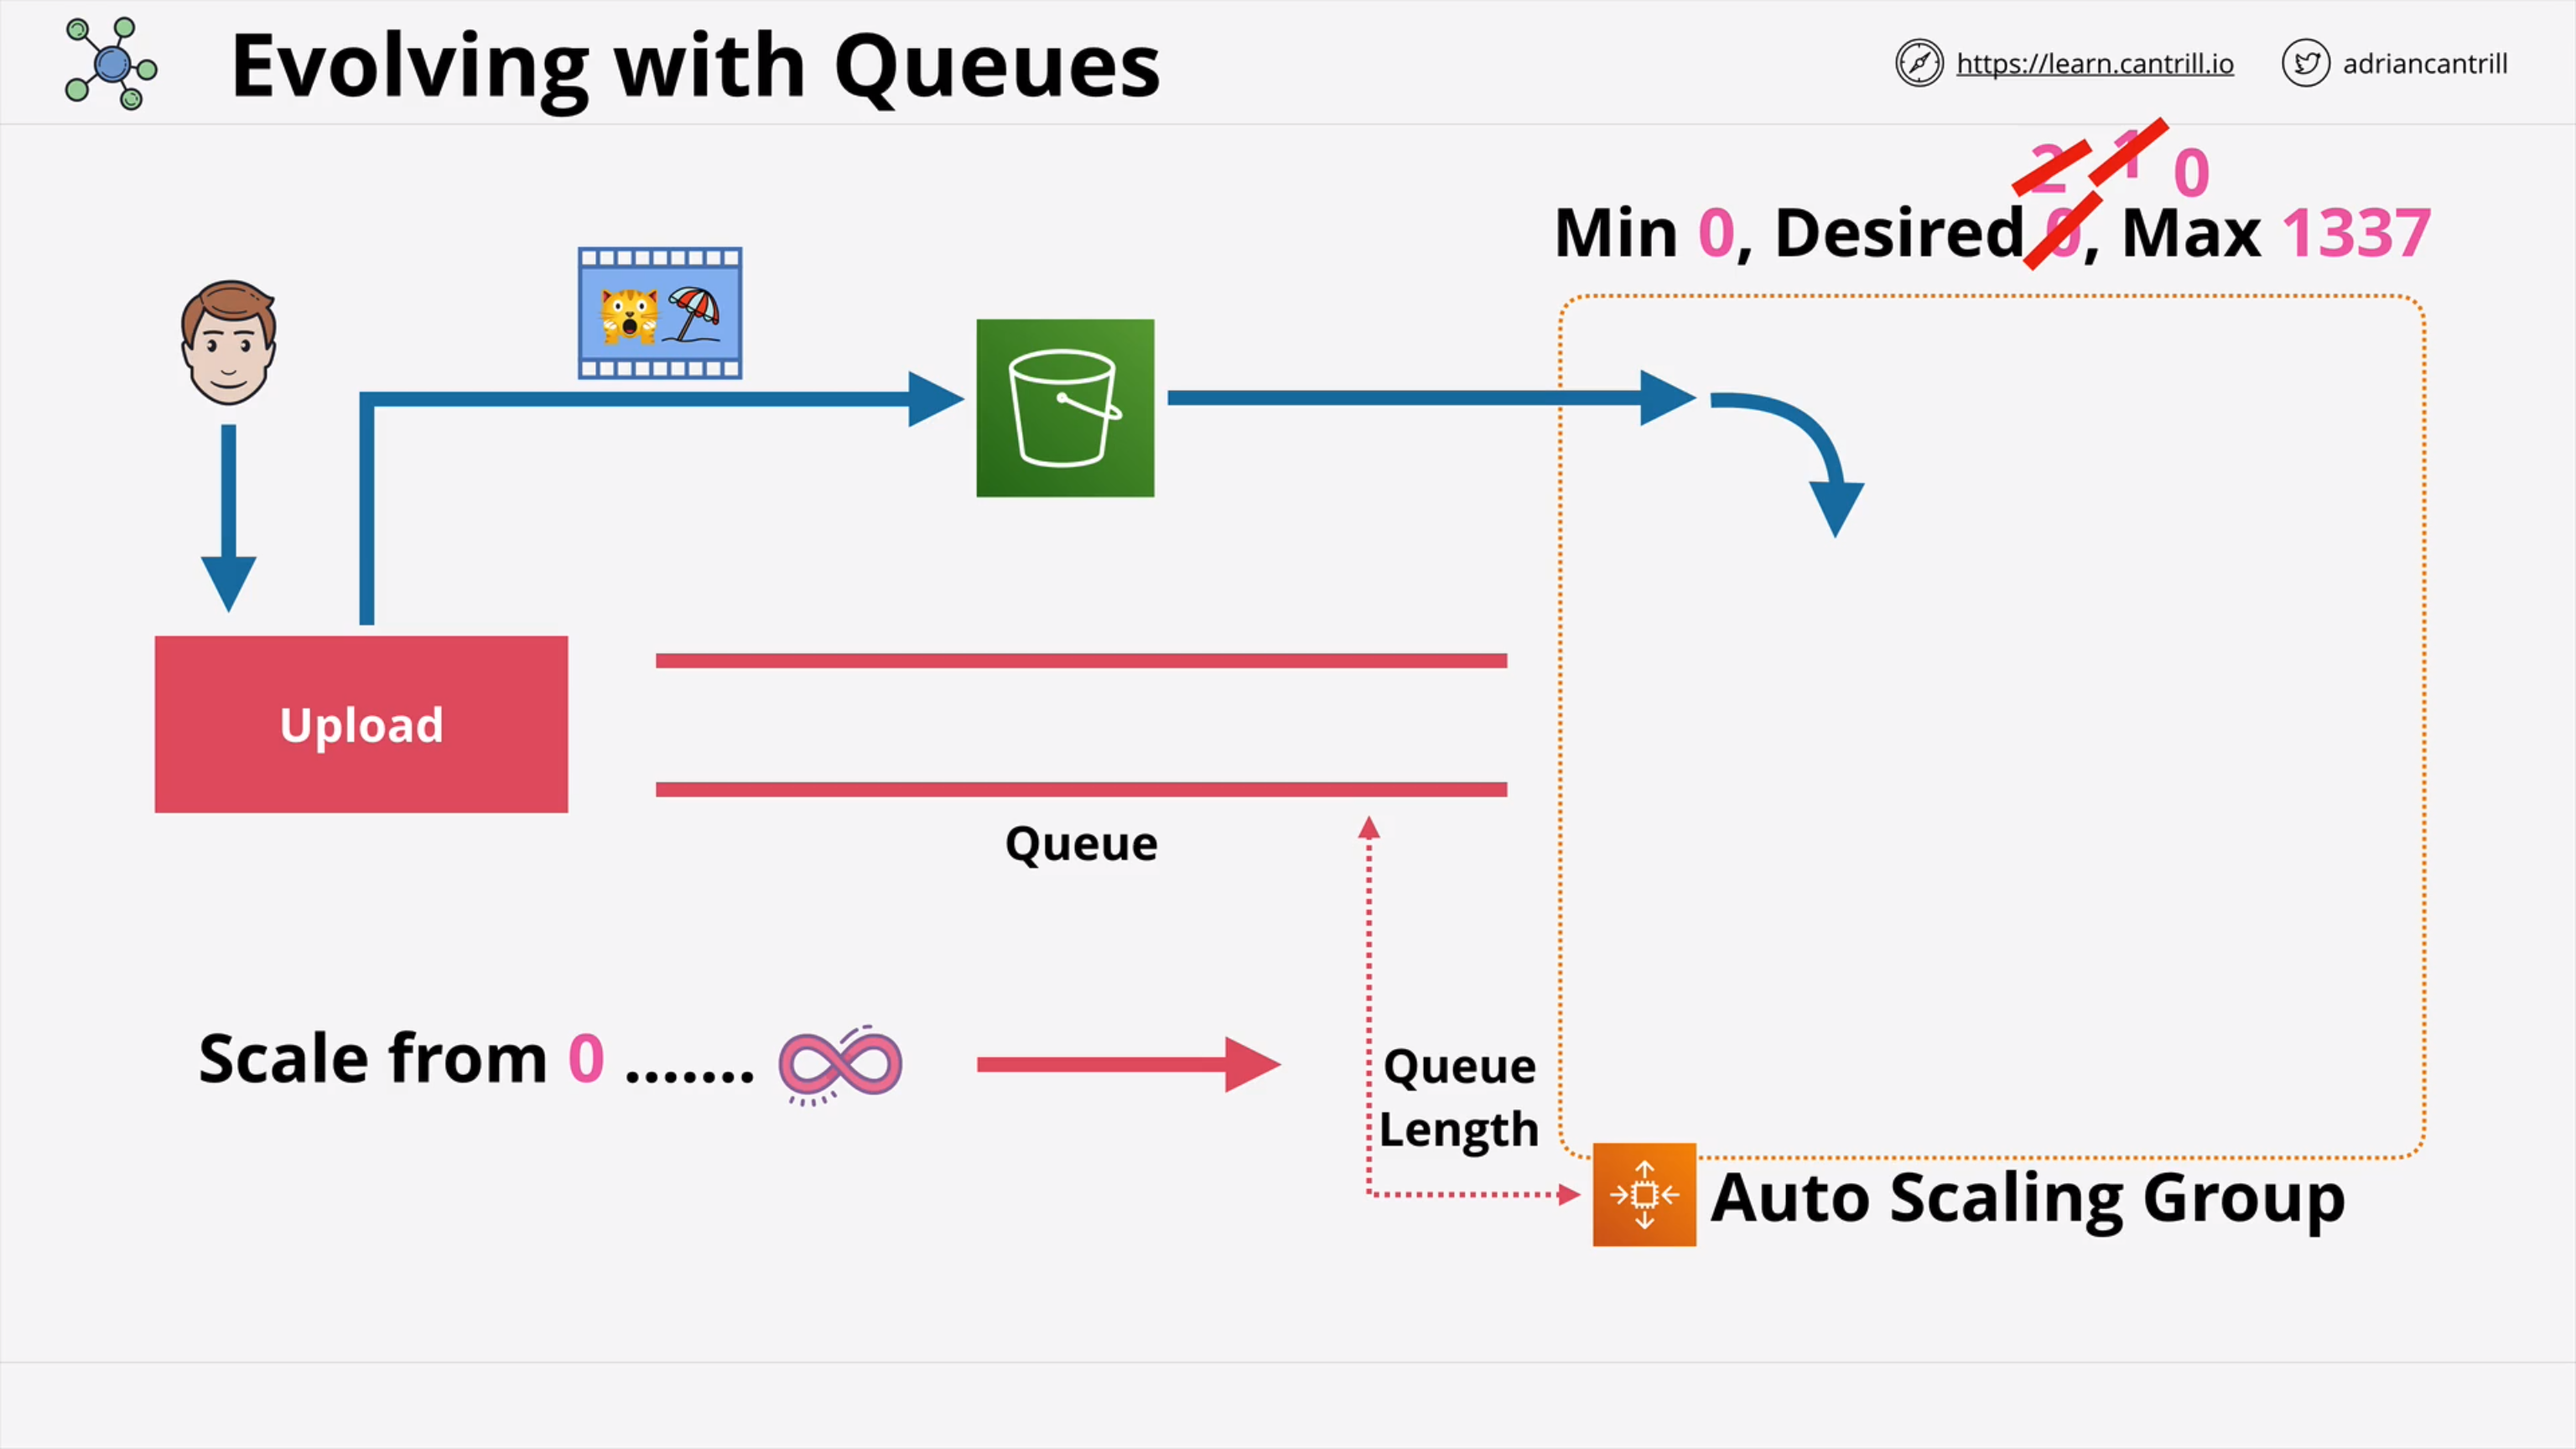 Evolving with Queues
https://learn.cantrill.io
adriancantrill
2 1 0
Min 0, Desired 0, Max 1337
Upload
Queue
Scale from 0 .......
Queue
Length
Auto Scaling Group